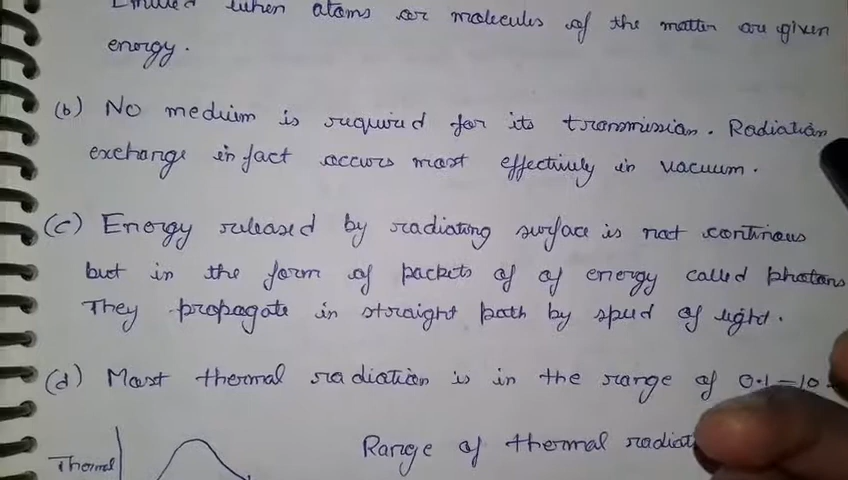 Emitted when atoms or molecules of the matter are given
energy.
(b) No medium is required for its transmission. Radiation
exchange in fact occurs most effectively in vacuum.
(c) Energy released by radiating surface is not continous
but in the form of packets of of energy called photons
They propagate in straight path by speed of light.
(d) Most thermal radiation is in the range of 0.1-10
Range of thermal radiat
Thermal